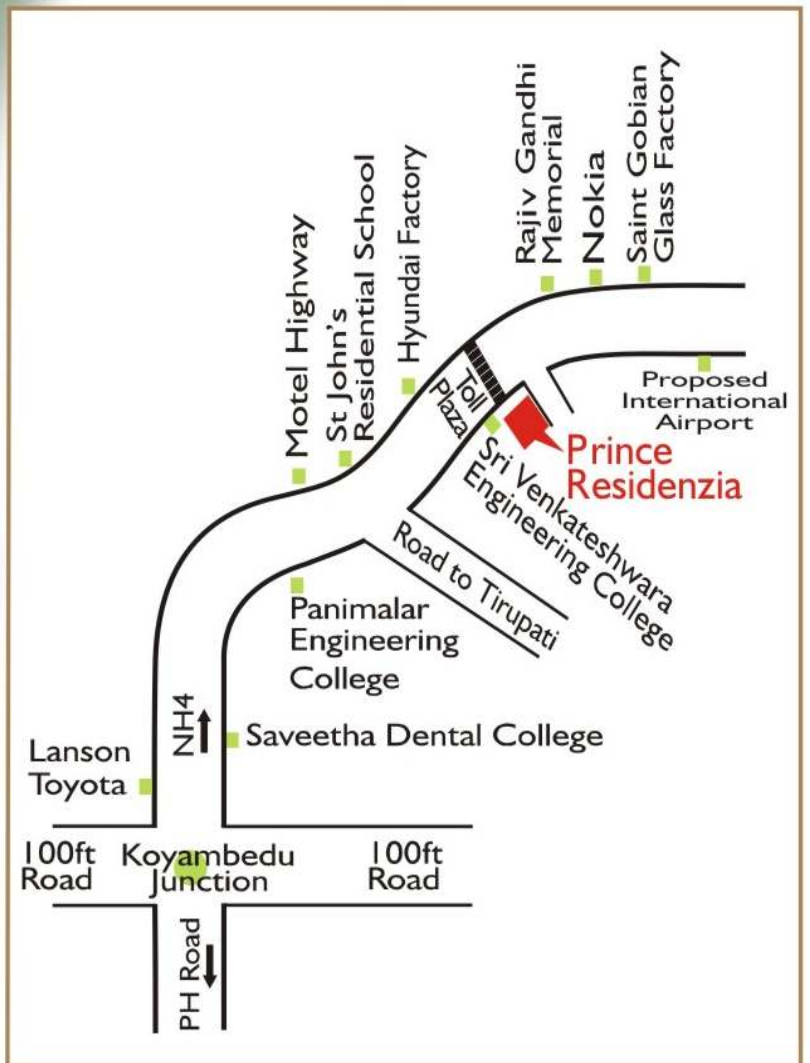 Rajiv Gandhi
Memorial
Nokia
Saint Gobian
Glass Factory
Motel Highway
St John's
Residential School
Hyundai Factory
Toll
Plaza
Proposed
International
Airport
Prince
Residenzia
Sri Venkateshwara
Engineering College
Road to Tirupati
Panimalar
Engineering
College
NH4
Saveetha Dental College
Lanson
Toyota
100ft
Road
Koyambedu
Junction
100ft
Road
PH Road